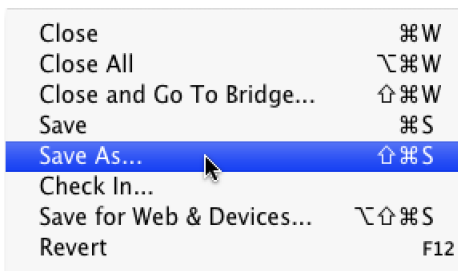 Close ⌘W
Close All ⌥⌘W
Close and Go To Bridge... ⇧⌘W
Save ⌘S
Save As... ⇧⌘S
Check In...
Save for Web & Devices... ⌥⇧⌘S
Revert F12